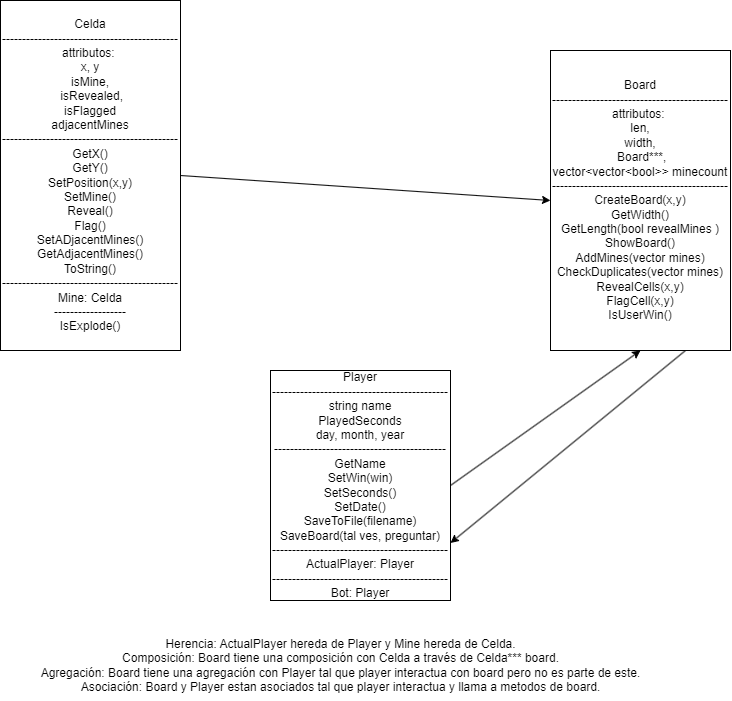 Celda
attributos:
x, y
isMine,
isRevealed,
isFlagged
adjacentMines
GetX()
GetY()
SetPosition(x,y)
SetMine()
Reveal()
Flag()
SetADjacentMines()
GetAdjacentMines()
ToString()
Mine: Celda
-------------------
IsExplode()
Board
atributos:
len,
width,
Board***,
vector<vector<bool>> minecount
CreateBoard(x,y)
GetWidth()
GetLength(bool revealMines )
ShowBoard()
AddMines(vector mines)
CheckDuplicates(vector mines)
RevealCells(x,y)
FlagCell(x,y)
IsUserWin()
Player
string name
PlayedSeconds
day, month, year
GetName
SetWin(win)
SetSeconds()
SetDate()
SaveToFile(filename)
SaveBoard(tal ves, preguntar)
ActualPlayer: Player
Bot: Player
Herencia: ActualPlayer hereda de Player y Mine hereda de Celda.
Composición: Board tiene una composición con Celda a través de Celda*** board.
Agregación: Board tiene una agregación con Player tal que player interactua con board pero no es parte de este.
Asociación: Board y Player estan asociados tal que player interactua y llama a metodos de board.